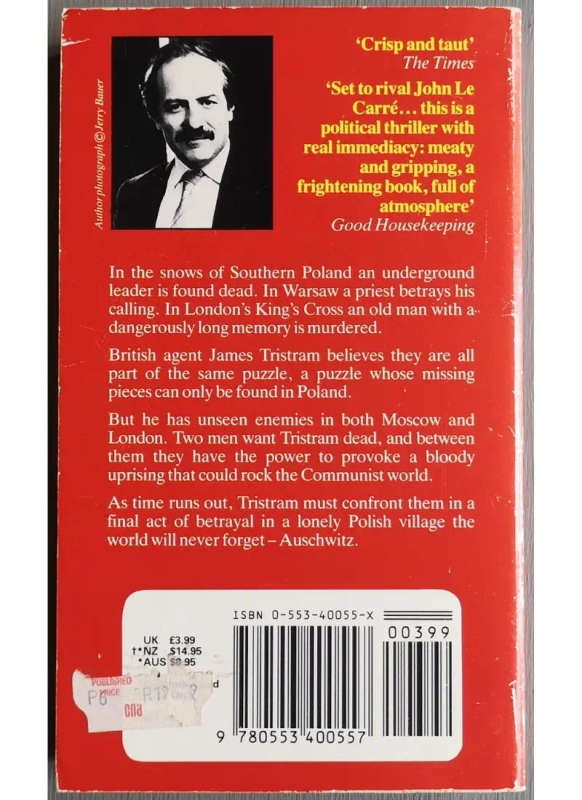 Author photograph © Jerry Bauer
‘Crisp and taut’
The Times
‘Set to rival John Le
Carré... this is a
political thriller with
real immediacy: meaty
and gripping, a
frightening book, full of
atmosphere’
Good Housekeeping
In the snows of Southern Poland an underground
leader is found dead. In Warsaw a priest betrays his
calling. In London’s King’s Cross an old man with a
dangerously long memory is murdered.
British agent James Tristram believes they are all
part of the same puzzle, a puzzle whose missing
pieces can only be found in Poland.
But he has unseen enemies in both Moscow and
London. Two men want Tristram dead, and between
them they have the power to provoke a bloody
uprising that could rock the Communist world.
As time runs out, Tristram must confront them in a
final act of betrayal in a lonely Polish village the
world will never forget – Auschwitz.
ISBN 0-553-40055-X
00399
UK £3.99
†*NZ $14.95
*AUS $9.95
PUBLISHED
PRICE
cna
9 780553 400557